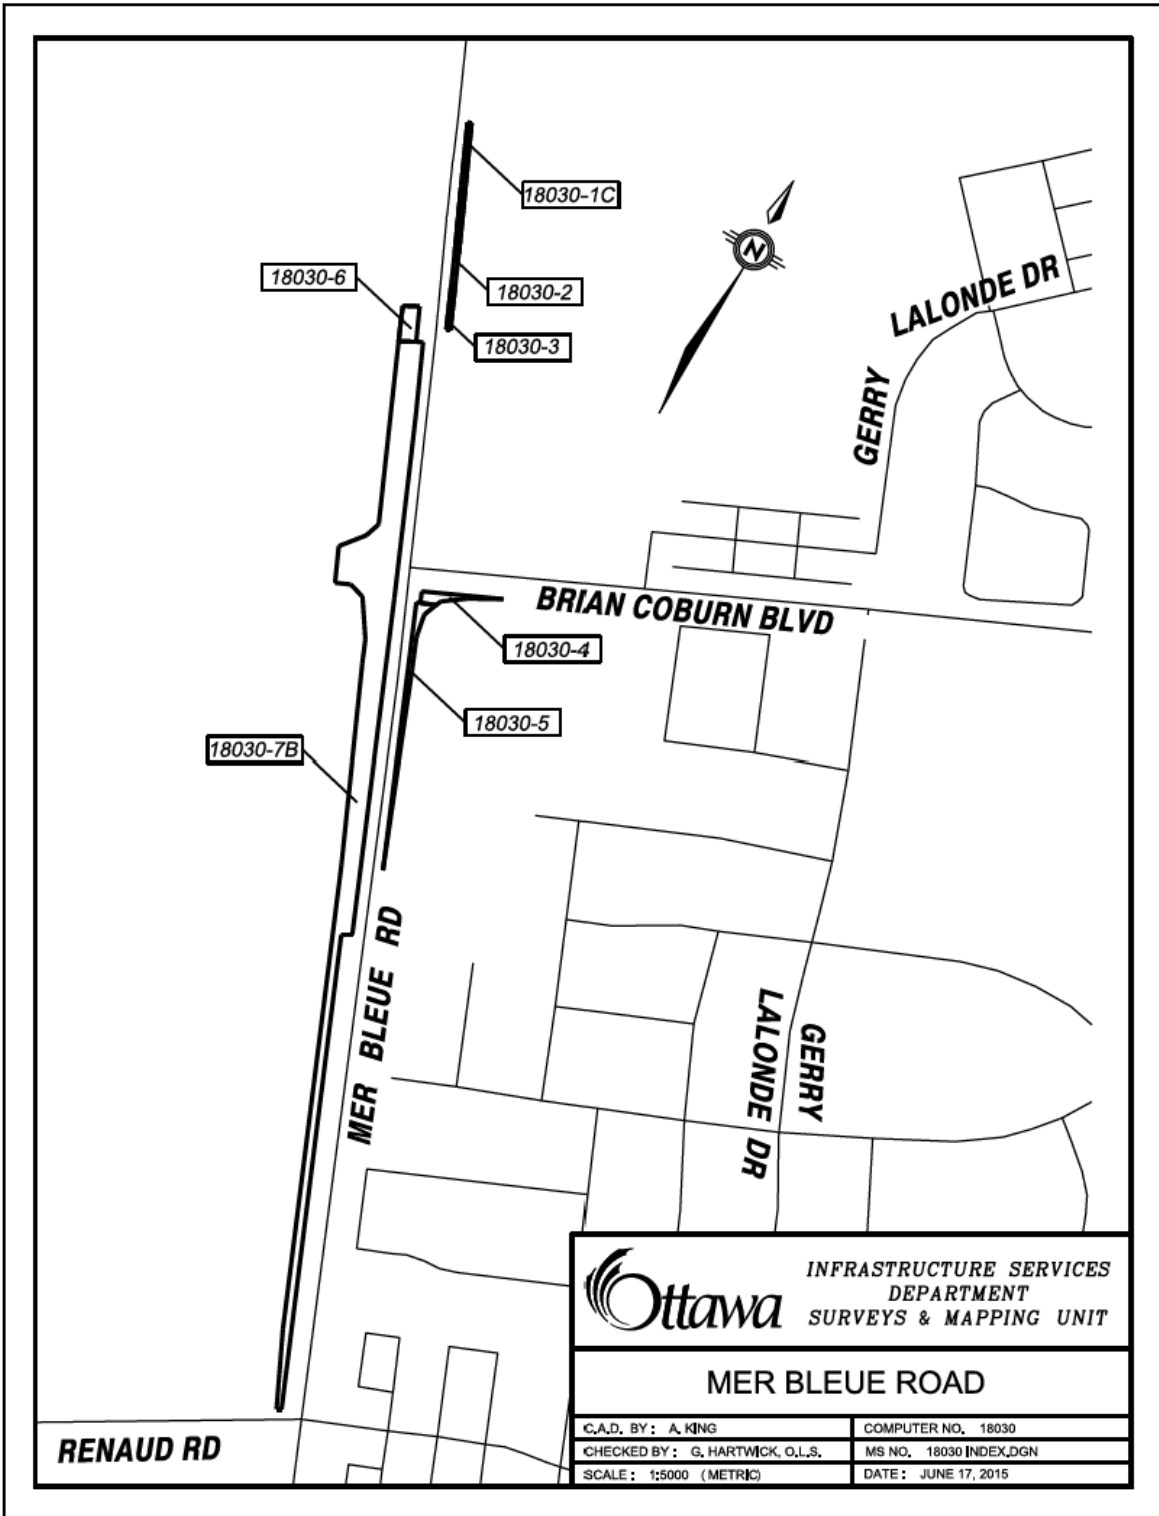 18030-1C
18030-6
18030-2
18030-3
N
LALONDE DR
GERRY
BRIAN COBURN BLVD
18030-4
18030-5
18030-7B
MER BLEUE RD
GERRY
LALONDE DR
RENAUD RD
Ottawa
INFRASTRUCTURE SERVICES
DEPARTMENT
SURVEYS & MAPPING UNIT
MER BLEUE ROAD
C.A.D. BY : A. KING
COMPUTER NO. 18030
CHECKED BY : G. HARTWICK, O.L.S.
MS NO. 18030 INDEX.DGN
SCALE : 1:5000 (METRIC)
DATE : JUNE 17, 2015